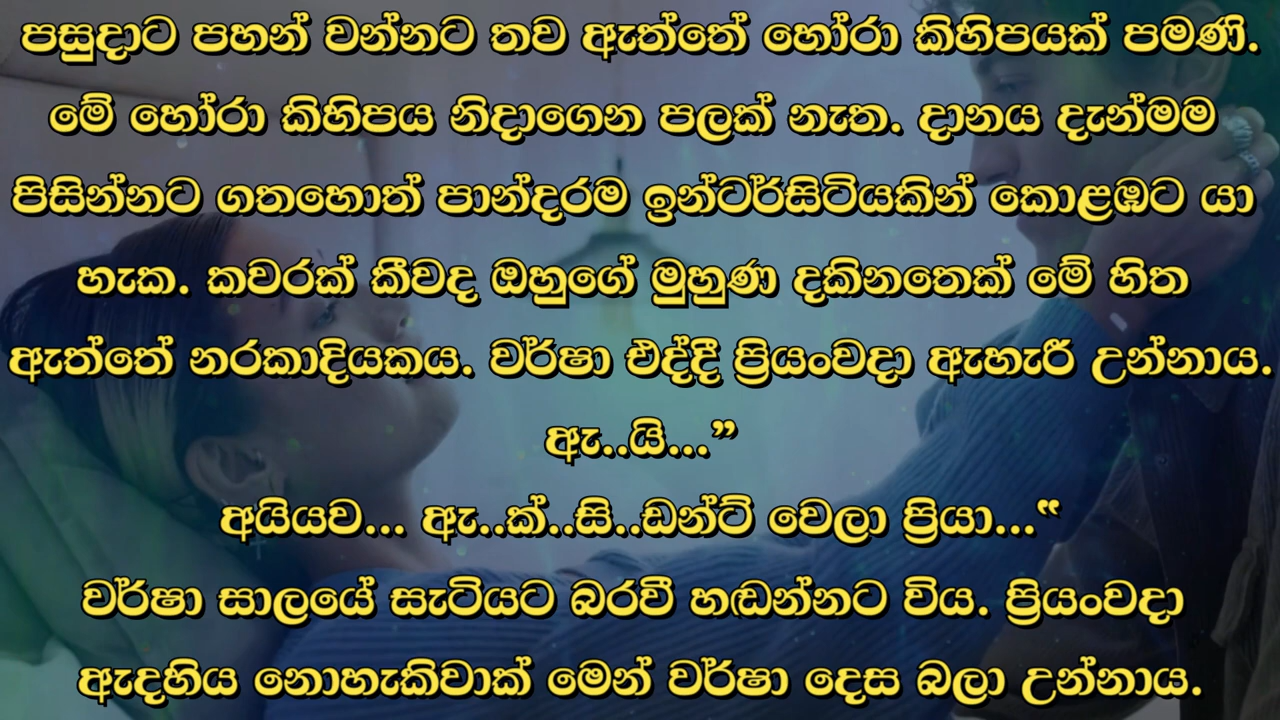 පසුදාට පහන් වන්නට තව ඇත්තේ හෝරා කිහිපයක් පමණි.
මේ හෝරා කිහිපය නිදාගෙන පලක් නැත. දානය දැන්මම
පිසින්නට ගතහොත් පාන්දරම ඉන්ටර්සිටියකින් කොළඹට යා
හැක. කවරක් කීවද ඔහුගේ මුහුණ දකිනතෙක් මේ හිත
ඇත්තේ නරකාදියකය. වර්ෂා එද්දී ප්‍රියංවදා ඇහැරී උන්නාය.
ඇ..යි...”
අයියව... ඇ..ක්..සි..ඩන්ට් වෙලා ප්‍රියා...“
වර්ෂා සාලයේ සැටියට බරවී හඬන්නට විය. ප්‍රියංවදා
ඇදහිය නොහැකිවාක් මෙන් වර්ෂා දෙස බලා උන්නාය.